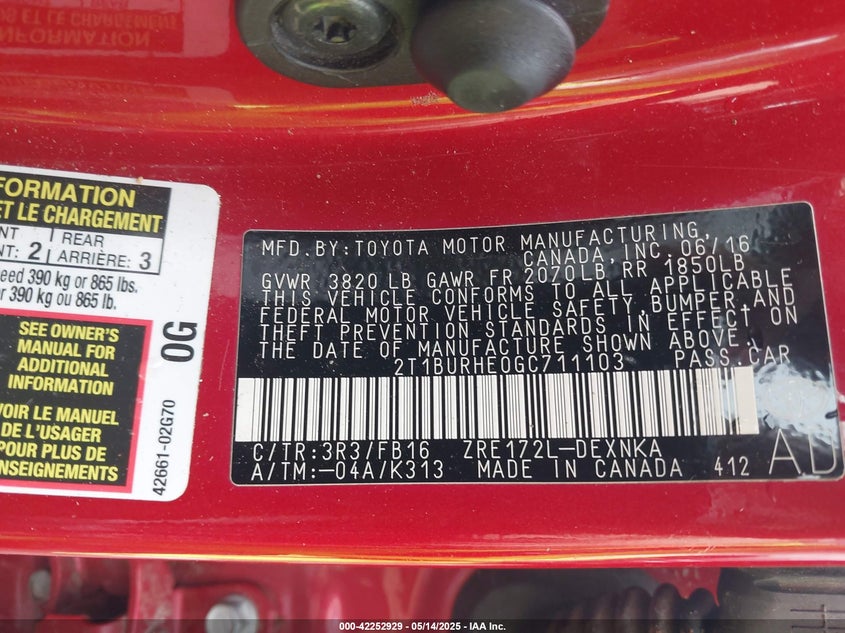 FORMATION
ET LE CHARGEMENT
NT: 2
REAR
ARRIÈRE: 3
eed 390 kg or 865 lbs.
r 390 kg ou 865 lb.
SEE OWNER'S
MANUAL FOR
ADDITIONAL
INFORMATION
VOIR LE MANUEL
DE L'USAGER
POUR PLUS DE
ENSEIGNEMENTS
0G
42661-02G70
MFD. BY: TOYOTA MOTOR MANUFACTURING,
CANADA, INC. 06/16
GVWR 3820 LB GAWR FR 2070LB, RR 1850LB
THIS VEHICLE CONFORMS TO ALL APPLICABLE
FEDERAL MOTOR VEHICLE SAFETY, BUMPER, AND
THEFT PREVENTION STANDARDS IN EFFECT ON
THE DATE OF MANUFACTURE SHOWN ABOVE.
2T1BURHE0GC711103 PASS. CAR
C/TR: 3R3/FB16 ZRE172L-DEXNKA
A/TM: -04A/K313 MADE IN CANADA 412
AD
000-42252929 - 05/14/2025 - IAA Inc.